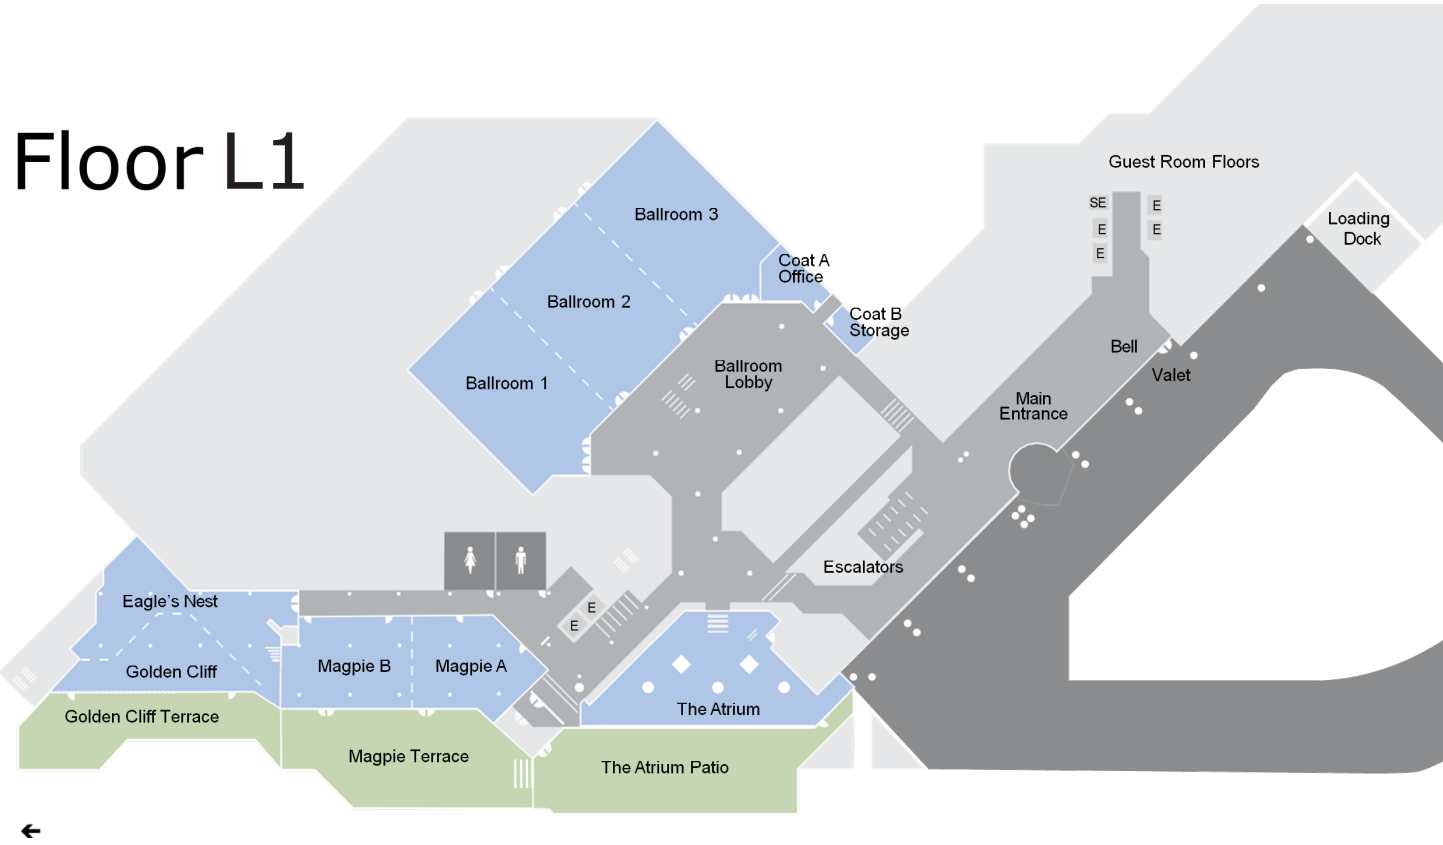 Floor L1
Guest Room Floors
SE
E
E
E
E
Loading
Dock
Ballroom 3
Coat A
Office
Ballroom 2
Coat B
Storage
Ballroom
Lobby
Ballroom 1
Bell
Valet
Main
Entrance
Escalators
Eagle's Nest
E
E
Golden Cliff
Magpie B
Magpie A
The Atrium
Golden Cliff Terrace
Magpie Terrace
The Atrium Patio